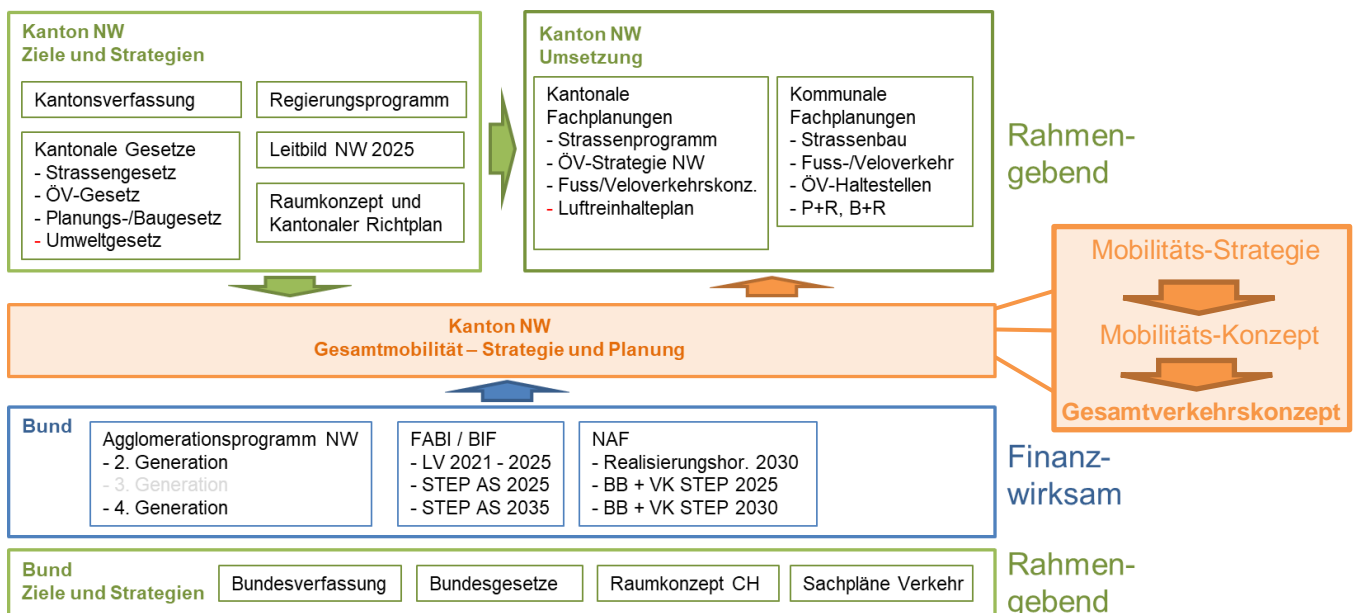 Kanton NW
Ziele und Strategien
Kantonsverfassung
Regierungsprogramm
Kantonale Gesetze
- Strassengesetz
- ÖV-Gesetz
- Planungs-/Baugesetz
- Umweltgesetz
Leitbild NW 2025
Raumkonzept und
Kantonaler Richtplan
Kanton NW
Umsetzung
Kantonale
Fachplanungen
- Strassenprogramm
- ÖV-Strategie NW
- Fuss/Veloverkehrskonz.
- Luftreinhalteplan
Kommunale
Fachplanungen
- Strassenbau
- Fuss-/Veloverkehr
- ÖV-Haltestellen
- P+R, B+R
Rahmen-
gebend
Kanton NW
Gesamtmobilität – Strategie und Planung
Mobilitäts-Strategie
Mobilitäts-Konzept
Gesamtverkehrskonzept
Bund
Agglomerationsprogramm NW
- 2. Generation
- 3. Generation
- 4. Generation
FABI / BIF
- LV 2021 - 2025
- STEP AS 2025
- STEP AS 2035
NAF
- Realisierungshor. 2030
- BB + VK STEP 2025
- BB + VK STEP 2030
Finanz-
wirksam
Bund
Ziele und Strategien
Bundesverfassung
Bundesgesetze
Raumkonzept CH
Sachpläne Verkehr
Rahmen-
gebend